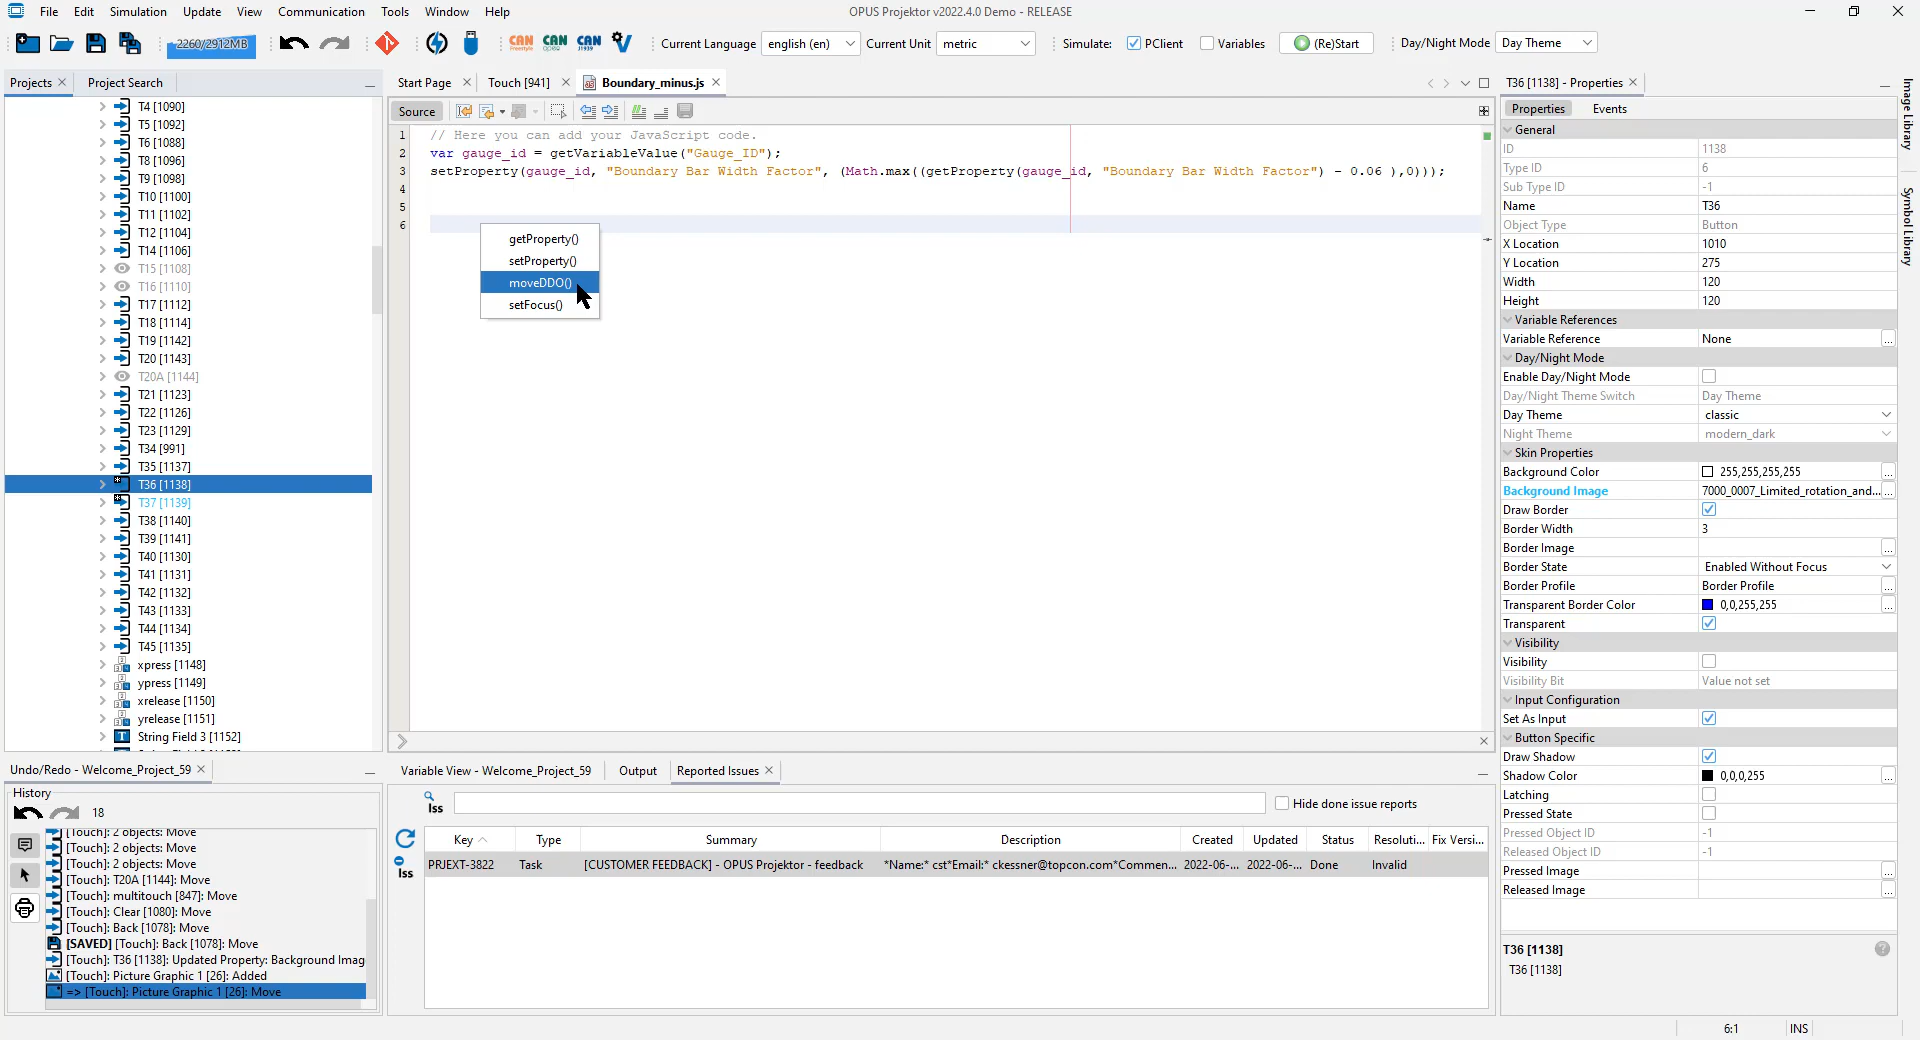 File Edit Simulation Update View Communication Tools Window Help
OPUS Projektor v2022.4.0 Demo - RELEASE
2260/2912MB
CAN Freestyle CAN open CAN J1939
Current Language english (en) Current Unit metric Simulate: PClient Variables (Re)Start Day/Night Mode Day Theme
Projects Project Search
T4 [1090]
T5 [1092]
T6 [1088]
T8 [1096]
T9 [1098]
T10 [1100]
T11 [1102]
T12 [1104]
T14 [1106]
T15 [1108]
T16 [1110]
T17 [1112]
T18 [1114]
T19 [1142]
T20 [1143]
T20A [1144]
T21 [1123]
T22 [1126]
T23 [1129]
T34 [991]
T35 [1137]
T36 [1138]
T37 [1139]
T38 [1140]
T39 [1141]
T40 [1130]
T41 [1131]
T42 [1132]
T43 [1133]
T44 [1134]
T45 [1135]
xpress [1148]
ypress [1149]
xrelease [1150]
yrelease [1151]
String Field 3 [1152]
Start Page Touch [941] Boundary_minus.js
Source
1 // Here you can add your JavaScript code.
2 var gauge_id = getVariableValue("Gauge_ID");
3 setProperty(gauge_id, "Boundary Bar Width Factor", (Math.max((getProperty(gauge_id, "Boundary Bar Width Factor") - 0.06 ),0)));
4
5
6
getProperty()
setProperty()
moveDDO()
setFocus()
T36 [1138] - Properties
Properties Events
General
ID 1138
Type ID 6
Sub Type ID -1
Name T36
Object Type Button
X Location 1010
Y Location 275
Width 120
Height 120
Variable References
Variable Reference None ...
Day/Night Mode
Enable Day/Night Mode
Day/Night Theme Switch Day Theme
Day Theme classic
Night Theme modern_dark
Skin Properties
Background Color 255,255,255,255 ...
Background Image 7000_0007_Limited_rotation_and... ...
Draw Border
Border Width 3
Border Image ...
Border State Enabled Without Focus
Border Profile Border Profile ...
Transparent Border Color 0,0,255,255 ...
Transparent
Visibility
Visibility
Visibility Bit Value not set
Input Configuration
Set As Input
Button Specific
Draw Shadow
Shadow Color 0,0,0,255 ...
Latching
Pressed State
Pressed Object ID -1
Released Object ID -1
Pressed Image ...
Released Image ...
T36 [1138]
T36 [1138]
Image Library
Symbol Library
Undo/Redo - Welcome_Project_59
History
18
[Touch]: 2 objects: Move
[Touch]: 2 objects: Move
[Touch]: 2 objects: Move
[Touch]: T20A [1144]: Move
[Touch]: multitouch [847]: Move
[Touch]: Clear [1080]: Move
[Touch]: Back [1078]: Move
[SAVED] [Touch]: Back [1078]: Move
[Touch]: T36 [1138]: Updated Property: Background Imag
[Touch]: Picture Graphic 1 [26]: Added
=> [Touch]: Picture Graphic 1 [26]: Move
Variable View - Welcome_Project_59 Output Reported Issues
Iss Hide done issue reports
Key Type Summary Description Created Updated Status Resoluti... Fix Versi...
Iss
PRJEXT-3822 Task [CUSTOMER FEEDBACK] - OPUS Projektor - feedback *Name:* cst*Email:* ckessner@topcon.com*Commen... 2022-06-... 2022-06-... Done Invalid
6:1 INS